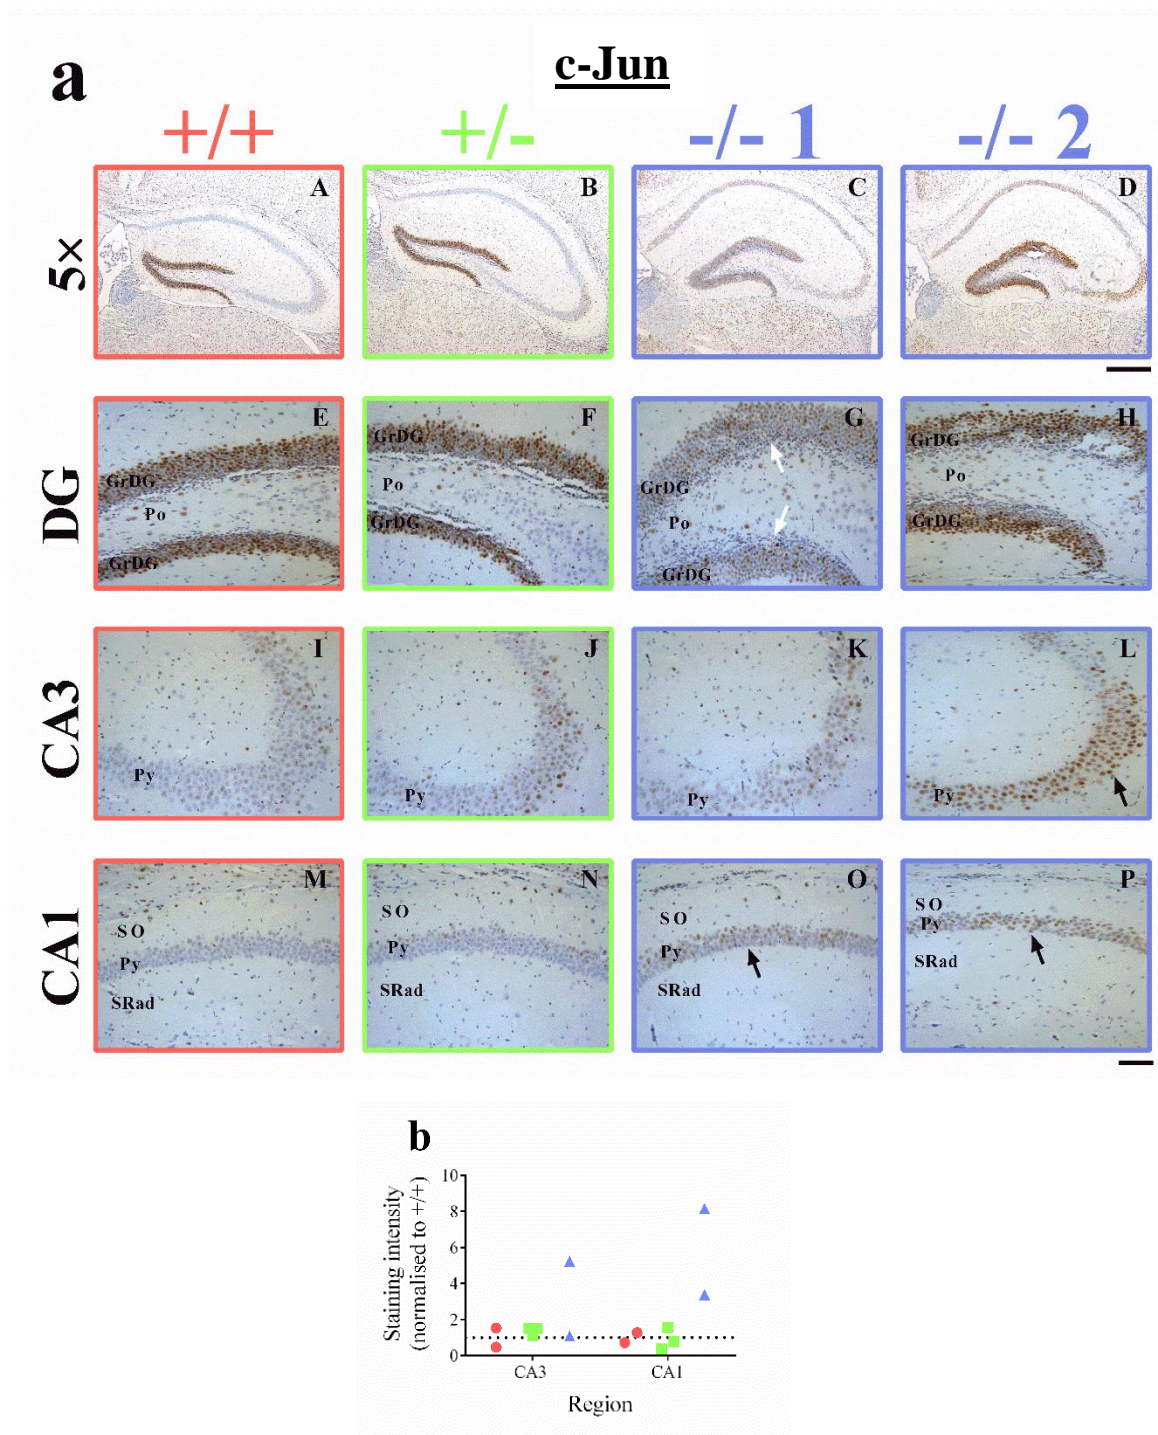 c-Jun
a
+/+ +/- -/- 1 -/- 2
5×
A B C D
DG
E F G H
GrDG
Po
GrDG
GrDG
Po
GrDG
GrDG
Po
GrDG
GrDG
Po
GrDG
CA3
I J K L
Py Py Py Py
CA1
M N O P
SO
Py
SRad
SO
Py
SRad
SO
Py
SRad
Py
SRad
b
Staining intensity
(normalised to +/+)
10
8
6
4
2
0
CA3 CA1
Region